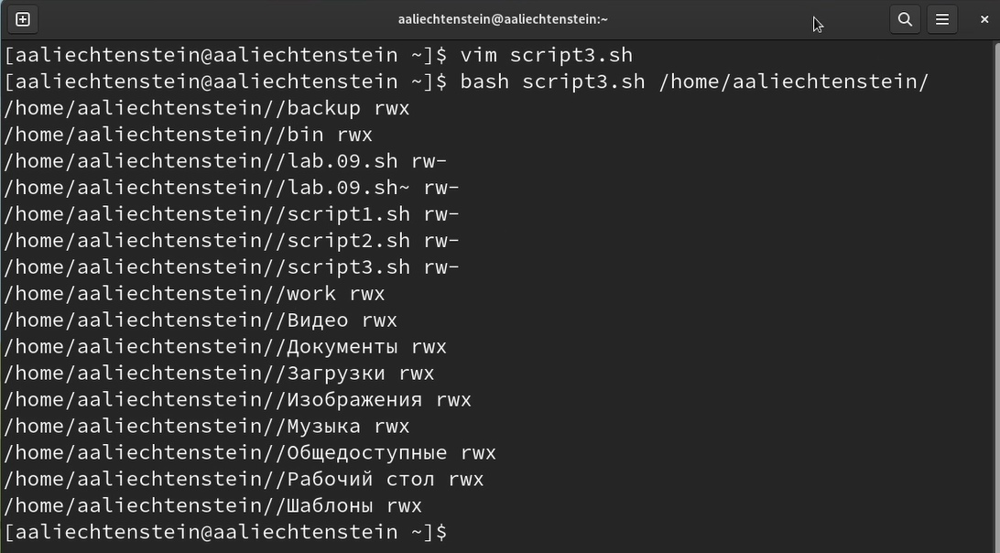 aaliechtenstein@aaliechtenstein:~
[aaliechtenstein@aaliechtenstein ~]$ vim script3.sh
[aaliechtenstein@aaliechtenstein ~]$ bash script3.sh /home/aaliechtenstein/
/home/aaliechtenstein//backup rwx
/home/aaliechtenstein//bin rwx
/home/aaliechtenstein//lab.09.sh rw-
/home/aaliechtenstein//lab.09.sh~ rw-
/home/aaliechtenstein//script1.sh rw-
/home/aaliechtenstein//script2.sh rw-
/home/aaliechtenstein//script3.sh rw-
/home/aaliechtenstein//work rwx
/home/aaliechtenstein//Видео rwx
/home/aaliechtenstein//Документы rwx
/home/aaliechtenstein//Загрузки rwx
/home/aaliechtenstein//Изображения rwx
/home/aaliechtenstein//Музыка rwx
/home/aaliechtenstein//Общедоступные rwx
/home/aaliechtenstein//Рабочий стол rwx
/home/aaliechtenstein//Шаблоны rwx
[aaliechtenstein@aaliechtenstein ~]$